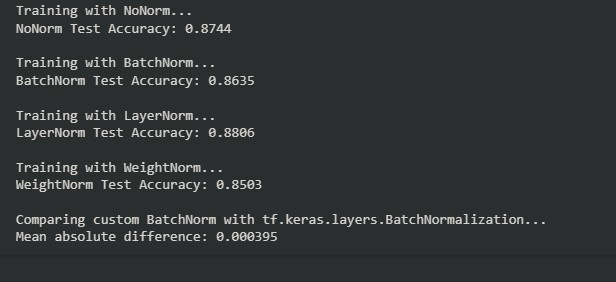 Training with NoNorm...
NoNorm Test Accuracy: 0.8744
Training with BatchNorm...
BatchNorm Test Accuracy: 0.8635
Training with LayerNorm...
LayerNorm Test Accuracy: 0.8806
Training with WeightNorm...
WeightNorm Test Accuracy: 0.8503
Comparing custom BatchNorm with tf.keras.layers.BatchNormalization...
Mean absolute difference: 0.000395